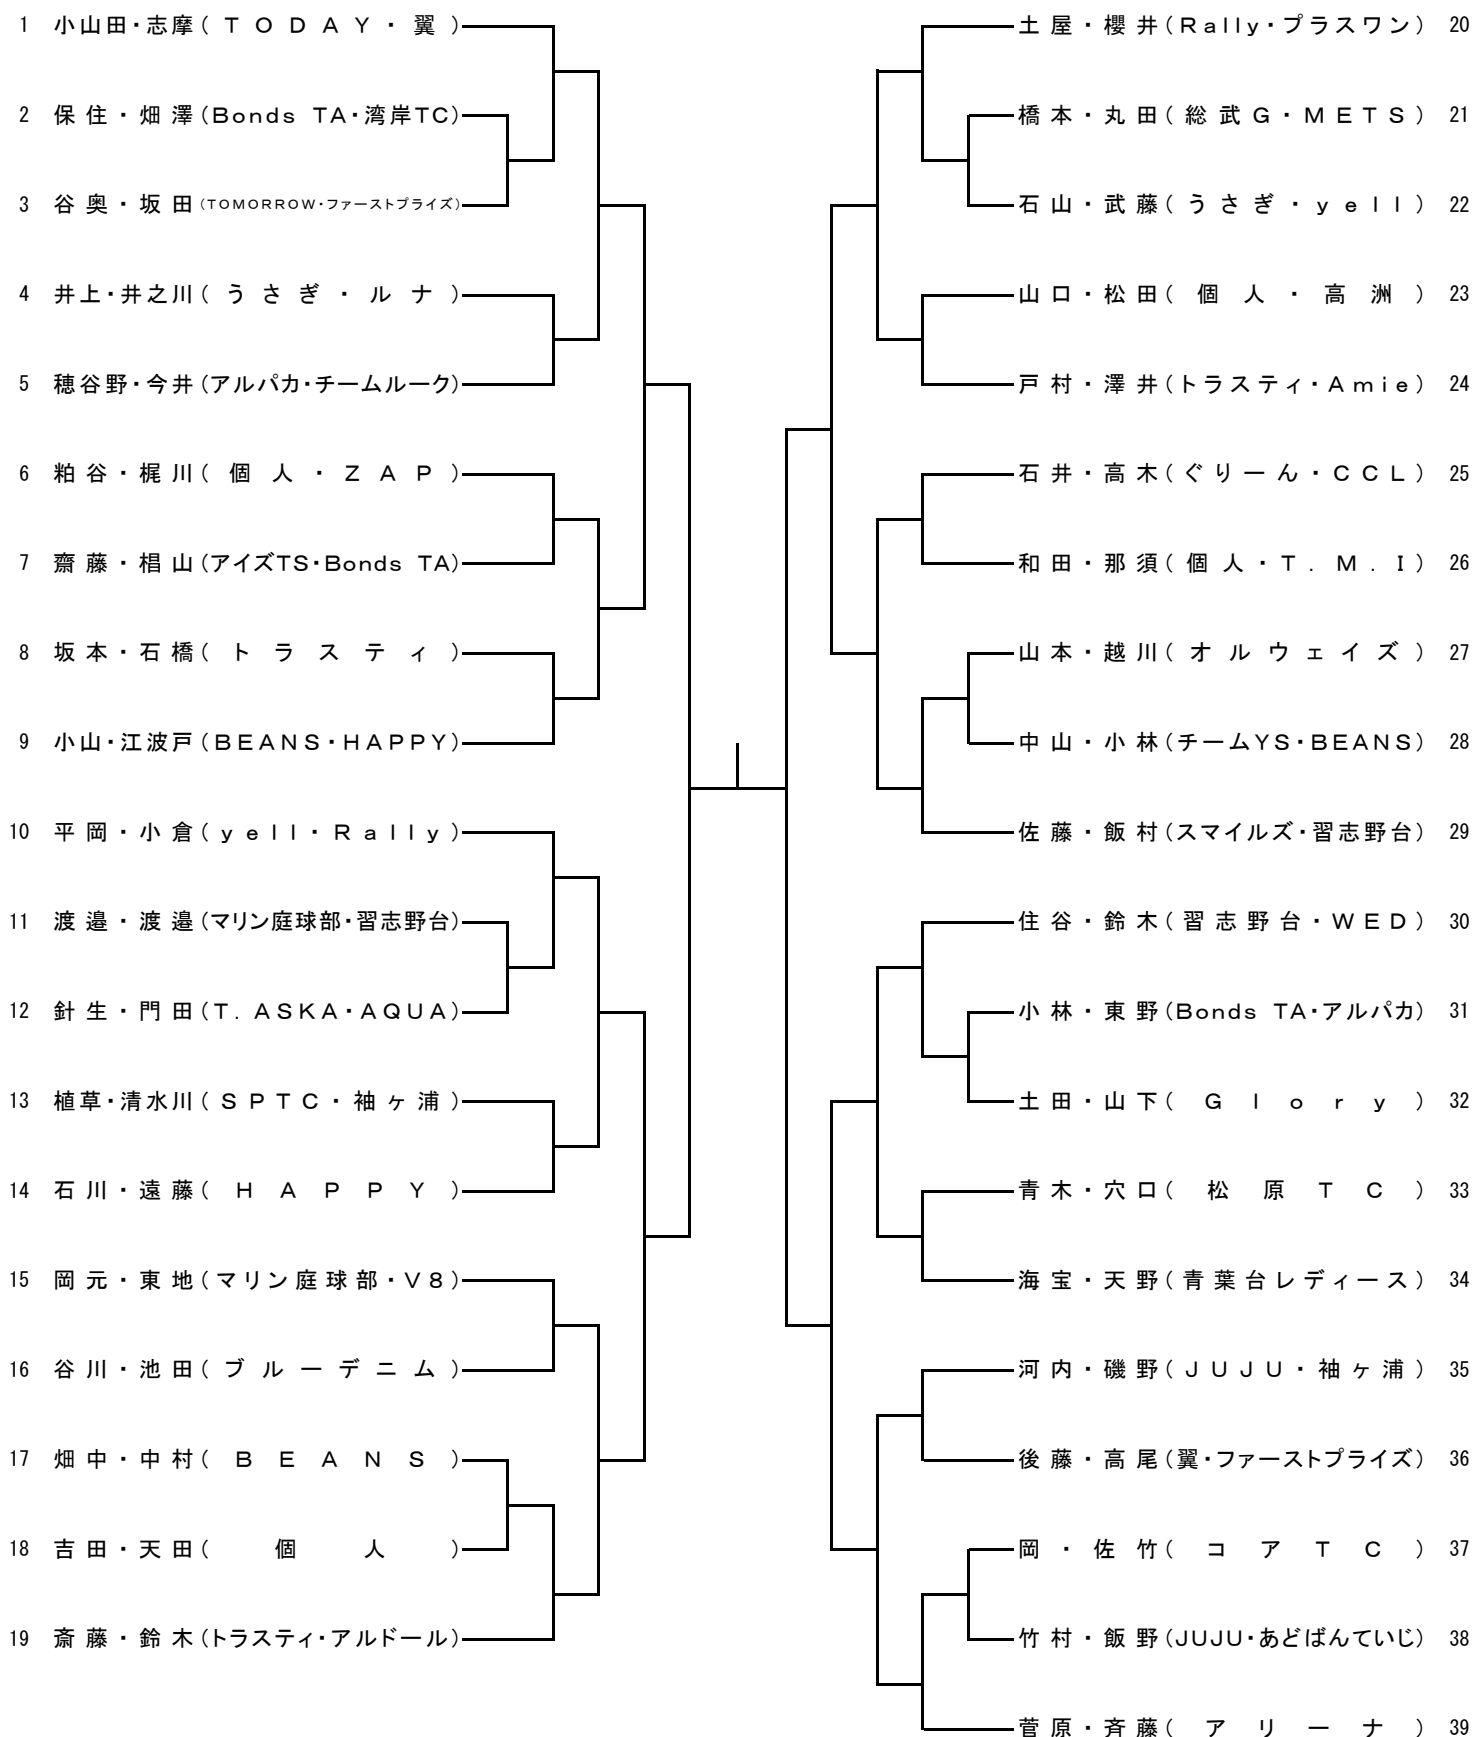 1 小山田・志摩(TODAY・翼)
2 保住・畑澤(Bonds TA・湾岸TC)
3 谷奥・坂田(TOMORROW・ファーストプライズ)
4 井上・井之川(うさぎ・ルナ)
5 穂谷野・今井(アルパカ・チームルーク)
6 粕谷・梶川(個人・ZAP)
7 齋藤・椙山(アイズTS・Bonds TA)
8 坂本・石橋(トラスティ)
9 小山・江波戸(BEANS・HAPPY)
10 平岡・小倉(yell・Rally)
11 渡邉・渡邉(マリン庭球部・習志野台)
12 針生・門田(T.ASKA・AQUA)
13 植草・清水川(SPTC・袖ヶ浦)
14 石川・遠藤(HAPPY)
15 岡元・東地(マリン庭球部・V8)
16 谷川・池田(ブルーデニム)
17 畑中・中村(BEANS)
18 吉田・天田(個人)
19 斎藤・鈴木(トラスティ・アルドール)
土屋・櫻井(Rally・プラスワン) 20
橋本・丸田(総武G・METS) 21
石山・武藤(うさぎ・yell) 22
山口・松田(個人・高洲) 23
戸村・澤井(トラスティ・Amie) 24
石井・高木(ぐりーん・CCL) 25
和田・那須(個人・T.M.I) 26
山本・越川(オルウェイズ) 27
中山・小林(チームYS・BEANS) 28
佐藤・飯村(スマイルズ・習志野台) 29
住谷・鈴木(習志野台・WED) 30
小林・東野(Bonds TA・アルパカ) 31
土田・山下(Glory) 32
青木・穴口(松原TC) 33
海宝・天野(青葉台レディース) 34
河内・磯野(JUJU・袖ヶ浦) 35
後藤・高尾(翼・ファーストプライズ) 36
岡・佐竹(コアTC) 37
竹村・飯野(JUJU・あどばんていじ) 38
菅原・斉藤(アリーナ) 39